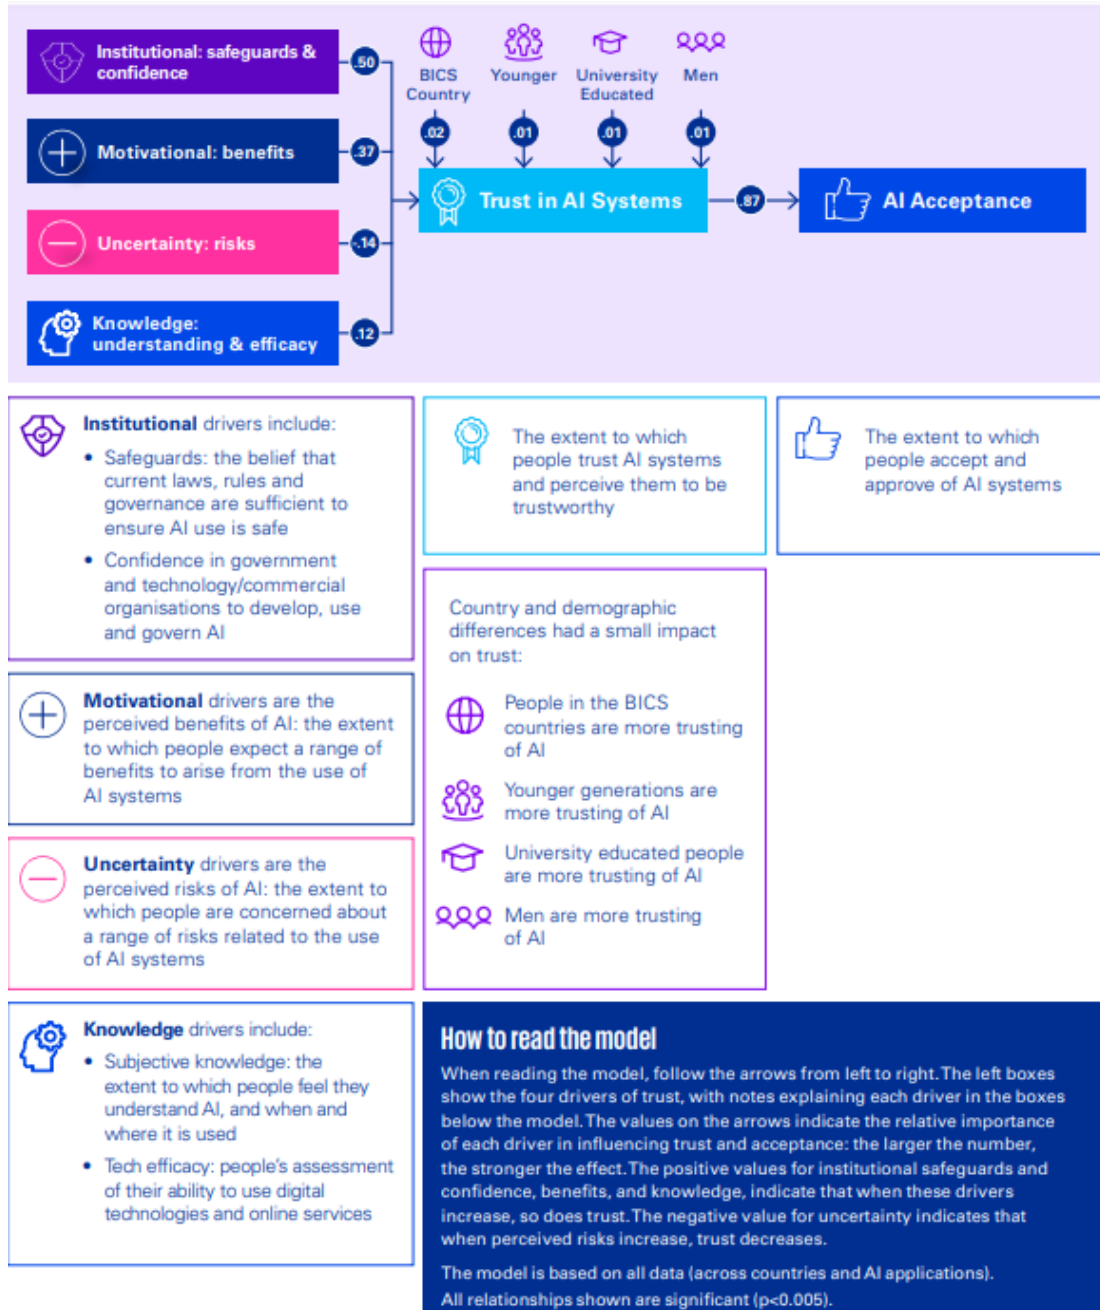 Institutional: safeguards &
confidence
.50
Motivational: benefits
.37
Uncertainty: risks
-.14
Knowledge:
understanding & efficacy
.12
BICS
Country
Younger
University
Educated
Men
.02
.01
.01
.01
Trust in AI Systems
.87
AI Acceptance
Institutional drivers include:
• Safeguards: the belief that
current laws, rules and
governance are sufficient to
ensure AI use is safe
• Confidence in government
and technology/commercial
organisations to develop, use
and govern AI
Motivational drivers are the
perceived benefits of AI: the extent
to which people expect a range of
benefits to arise from the use of
AI systems
Uncertainty drivers are the
perceived risks of AI: the extent to
which people are concerned about
a range of risks related to the use
of AI systems
Knowledge drivers include:
• Subjective knowledge: the
extent to which people feel they
understand AI, and when and
where it is used
• Tech efficacy: people's assessment
of their ability to use digital
technologies and online services
The extent to which
people trust AI systems
and perceive them to be
trustworthy
The extent to which
people accept and
approve of AI systems
Country and demographic
differences had a small impact
on trust:
People in the BICS
countries are more trusting
of AI
Younger generations are
more trusting of AI
University educated people
are more trusting of AI
Men are more trusting
of AI
How to read the model
When reading the model, follow the arrows from left to right. The left boxes
show the four drivers of trust, with notes explaining each driver in the boxes
below the model. The values on the arrows indicate the relative importance
of each driver in influencing trust and acceptance: the larger the number,
the stronger the effect. The positive values for institutional safeguards and
confidence, benefits, and knowledge, indicate that when these drivers
increase, so does trust. The negative value for uncertainty indicates that
when perceived risks increase, trust decreases.
The model is based on all data (across countries and AI applications).
All relationships shown are significant (p<0.005).